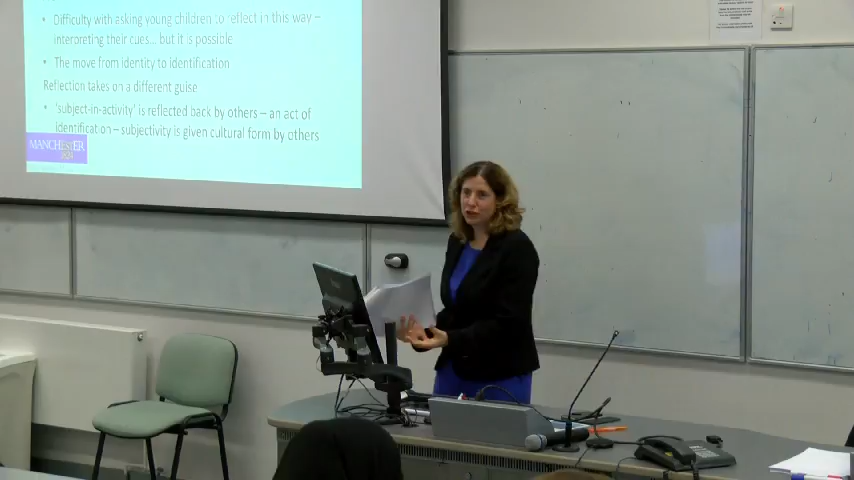 • Difficulty with asking young children to reflect in this way –
interpreting their cues... but it is possible
• The move from identity to identification
Reflection takes on a different guise
• 'subject-in-activity' is reflected back by others – an act of
identification – subjectivity is given cultural form by others
MANCHESTER
1824